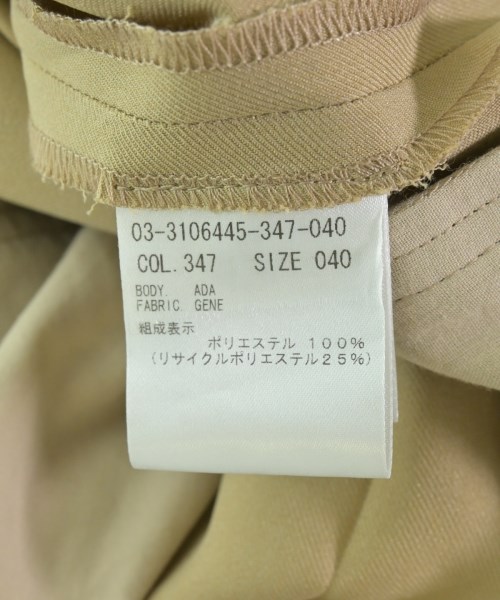 03-3106445-347-040
COL.347 SIZE 040
BODY. ADA
FABRIC. GENE
組成表示
ポリエステル 100%
(リサイクルポリエステル25%)